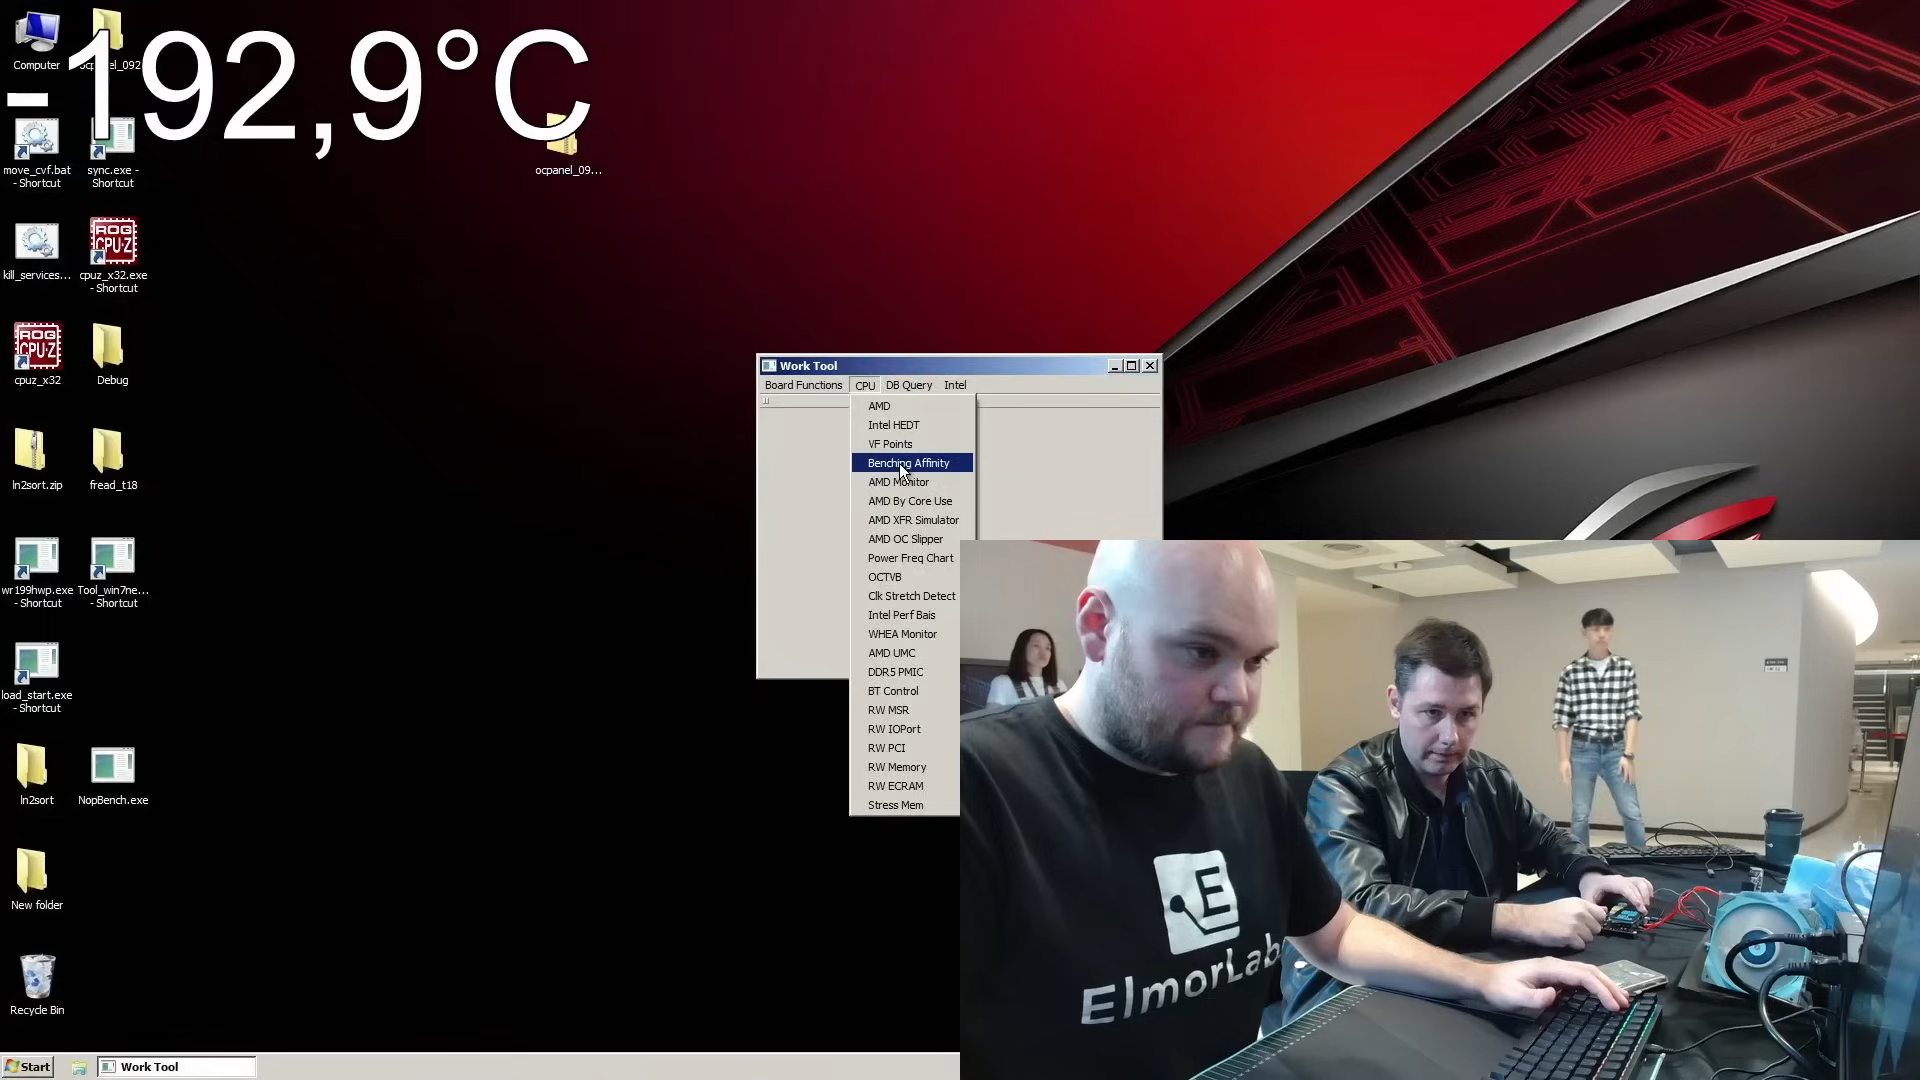 -192,9°C
Computer
ocpanel_092
move_cvf.bat
- Shortcut
sync.exe -
Shortcut
ocpanel_09...
kill_services...
ROG
CPU-Z
cpuz_x32.exe
- Shortcut
ROG
CPU-Z
cpuz_x32
Debug
ln2sort.zip
fread_t18
wr199hwp.exe
- Shortcut
Tool_win7ne...
- Shortcut
load_start.exe
- Shortcut
ln2sort
NopBench.exe
New folder
Recycle Bin
Work Tool
Board Functions CPU DB Query Intel
AMD
Intel HEDT
VF Points
Benching Affinity
AMD Monitor
AMD By Core Use
AMD XFR Simulator
AMD OC Slipper
Power Freq Chart
OCTVB
Clk Stretch Detect
Intel Perf Bais
WHEA Monitor
AMD UMC
DDR5 PMIC
BT Control
RW MSR
RW IOPort
RW PCI
RW Memory
RW ECRAM
Stress Mem
ElmorLab
Start
Work Tool